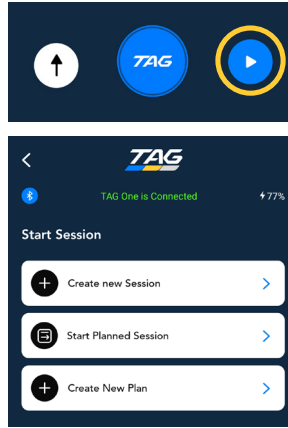 TAG
TAG
TAG One is Connected
77%
Start Session
Create new Session
Start Planned Session
Create New Plan